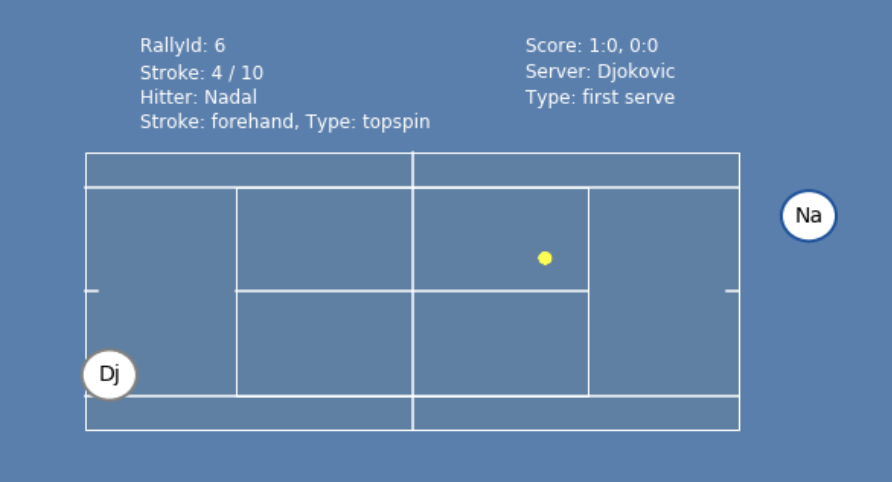 RallyId: 6
Stroke: 4 / 10
Hitter: Nadal
Stroke: forehand, Type: topspin
Score: 1:0, 0:0
Server: Djokovic
Type: first serve
Na
Dj